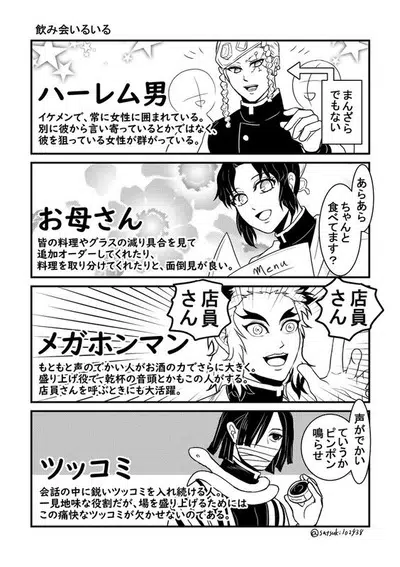 飲み会いるいる
まんざら
でもない
ハーレム男
イケメンで、常に女性に囲まれている。
別に彼から言い寄っているとかではなく、
彼を狙っている女性が群がっている。
あらあら
ちゃんと
食べてます？
お母さん
皆の料理やグラスの減り具合を見て
追加オーダーしてくれたり、
料理を取り分けてくれたりと、面倒見が良い。
Menu
店員さん
店員さん
メガホンマン
もともと声のでかい人がお酒の力でさらに大きく。
盛り上げ役で、乾杯の音頭とかもこの人がする。
店員さんを呼ぶときにも大活躍。
声がでかい
ていうか
ピンポン
鳴らせ
ツッコミ
会話の中に鋭いツッコミを入れ続ける人。
一見地味な役割だが、場を盛り上げるためには
この痛快なツッコミが欠かせないのである。